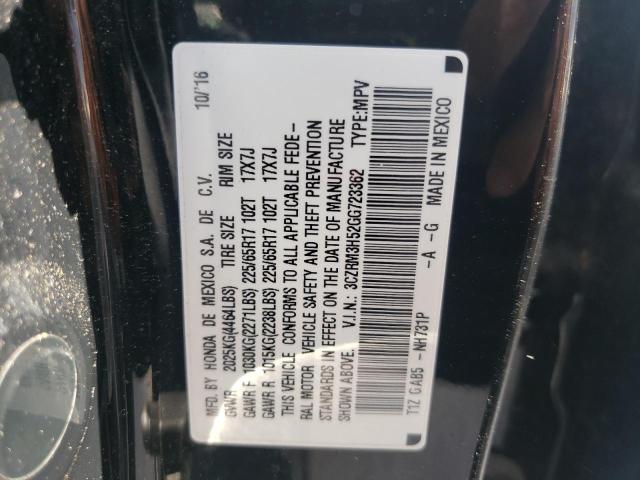 MFD. BY HONDA DE MEXICO S.A. DE C.V. 10/'16
GVWR 2025KG(4464LBS) TIRE SIZE RIM SIZE
GAWR F 1030KG(2271LBS) 225/65R17 102T 17X7J
GAWR R 1015KG(2238LBS) 225/65R17 102T 17X7J
THIS VEHICLE CONFORMS TO ALL APPLICABLE FEDE-
RAL MOTOR VEHICLE SAFETY AND THEFT PREVENTION
STANDARDS IN EFFECT ON THE DATE OF MANUFACTURE
SHOWN ABOVE. V.I.N.: 3CZRM3H52GG723362 TYPE:MPV
T1Z GAB5 -NH731P -A -G MADE IN MEXICO